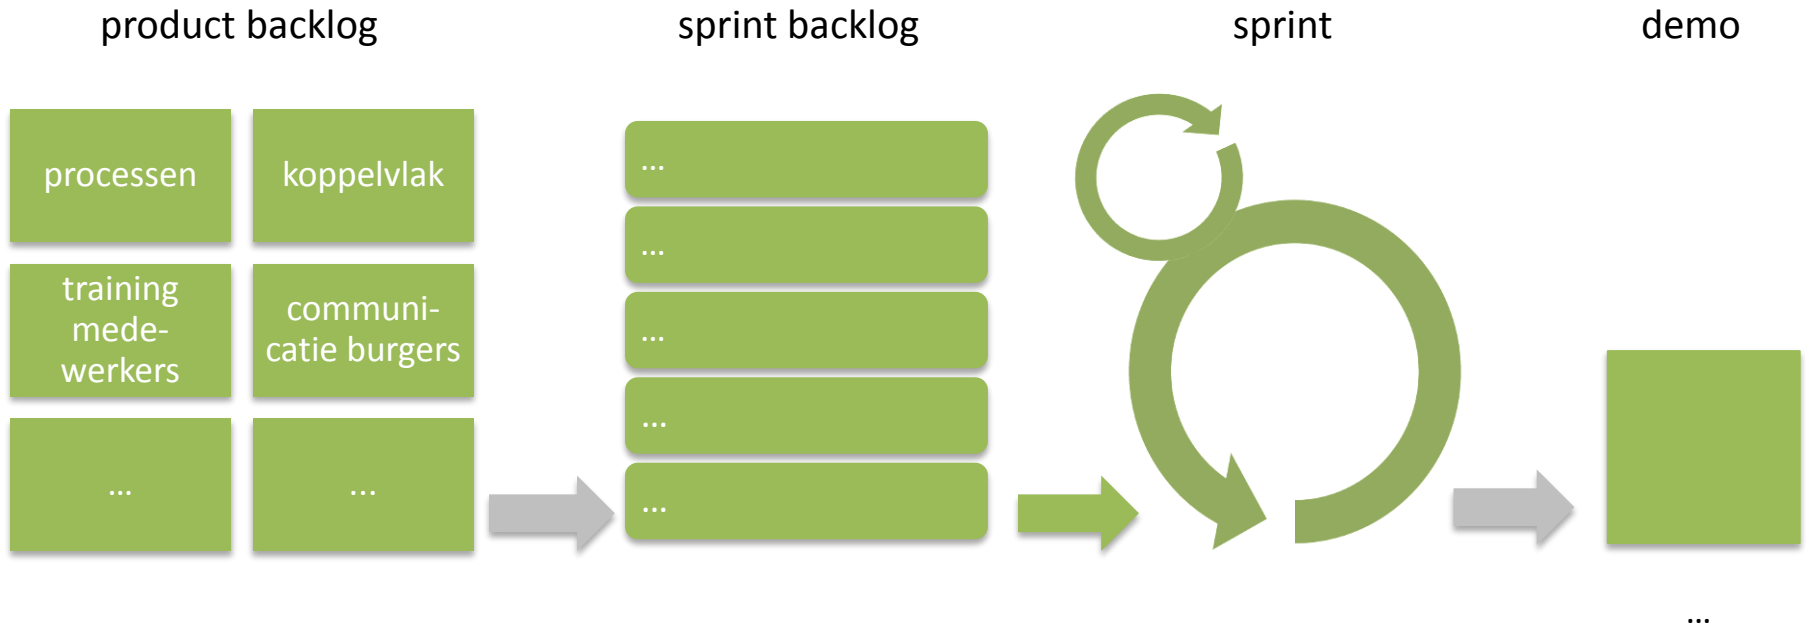 product backlog
sprint backlog
sprint
demo
processen
koppelvlak
training
mede-
werkers
communi-
catie burgers
...
...
...
...
...
...
...
...